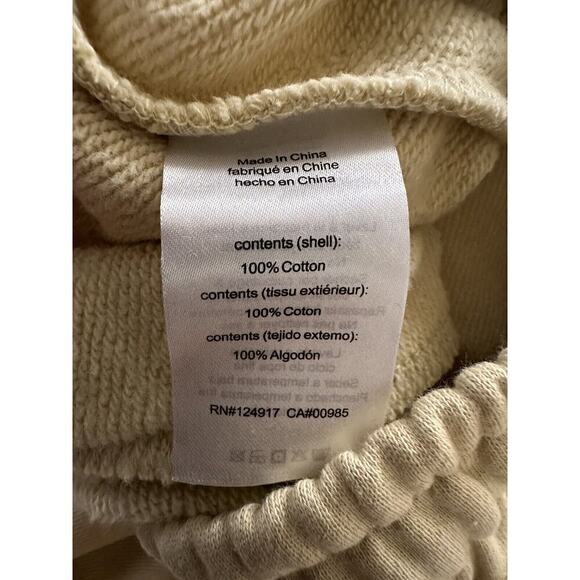 Made In China
fabriqué en Chine
hecho en China
contents (shell):
100% Cotton
contents (tissu extiérieur):
100% Coton
contents (tejido externo):
100% Algodón
RN#124917 CA#00985